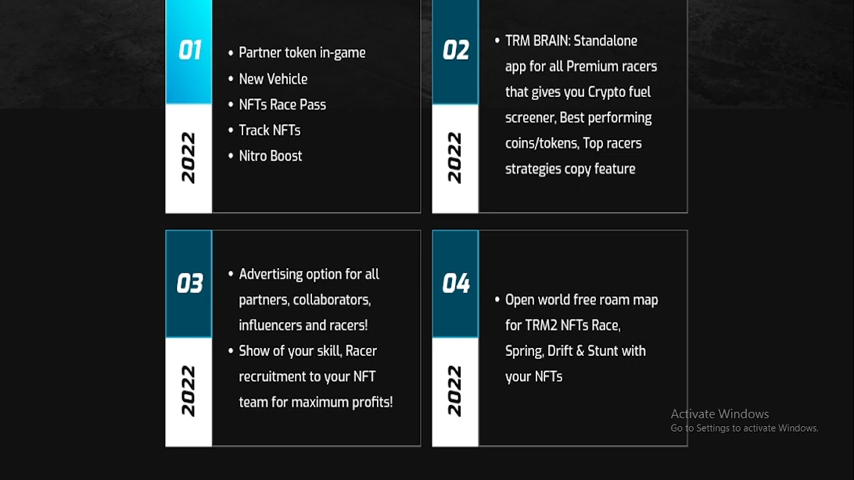 01
2022
• Partner token in-game
• New Vehicle
• NFTs Race Pass
• Track NFTs
• Nitro Boost
02
2022
• TRM BRAIN: Standalone
app for all Premium racers
that gives you Crypto fuel
screener, Best performing
coins/tokens, Top racers
strategies copy feature
03
2022
• Advertising option for all
partners, collaborators,
influencers and racers!
• Show of your skill, Racer
recruitment to your NFT
team for maximum profits!
04
2022
• Open world free roam map
for TRM2 NFTs Race,
Spring, Drift & Stunt with
your NFTs
Activate Windows
Go to Settings to activate Windows.